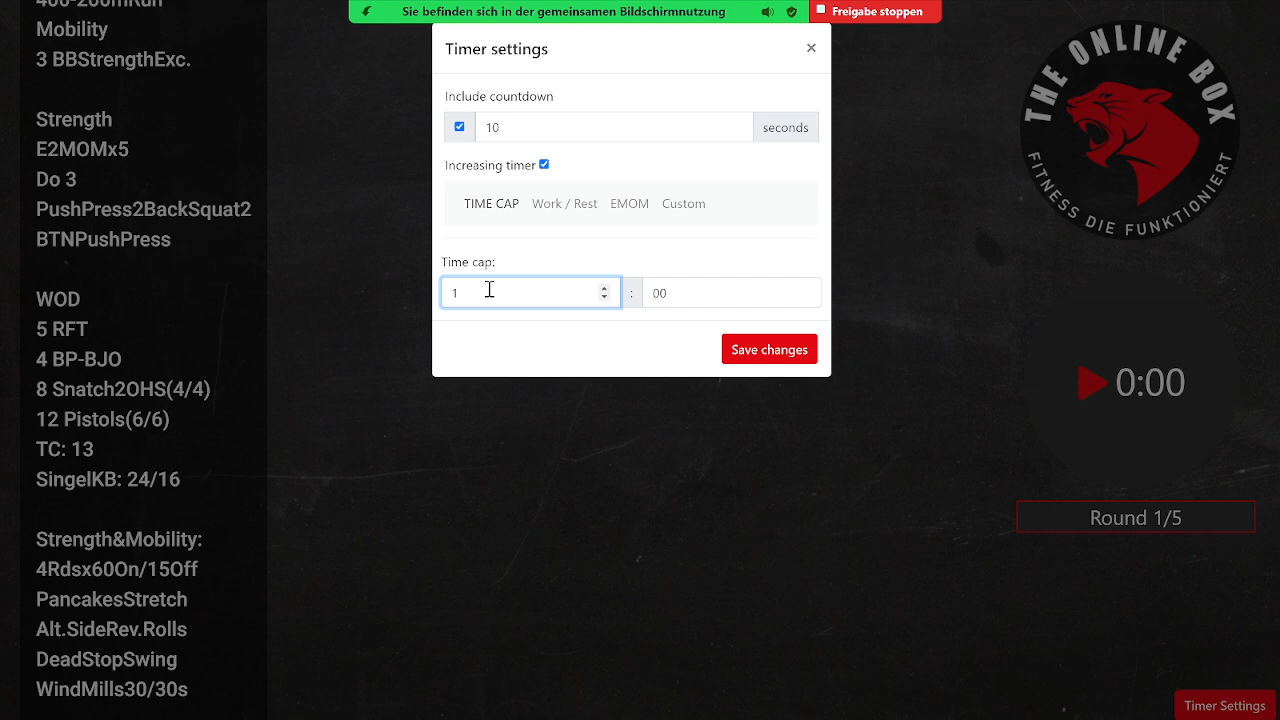 400-200mRun
Mobility
3 BBStrengthExc.
Strength
E2MOMx5
Do 3
PushPress2BackSquat2
BTNPushPress
WOD
5 RFT
4 BP-BJO
8 Snatch2OHS(4/4)
12 Pistols(6/6)
TC: 13
SingelKB: 24/16
Strength&Mobility:
4Rdsx60On/15Off
PancakesStretch
Alt.SideRev.Rolls
DeadStopSwing
WindMills30/30s
Sie befinden sich in der gemeinsamen Bildschirmnutzung
Freigabe stoppen
Timer settings
×
Include countdown
10 seconds
Increasing timer
TIME CAP Work / Rest EMOM Custom
Time cap:
1 : 00
Save changes
THE ONLINE BOX
FITNESS DIE FUNKTIONIERT
0:00
Round 1/5
Timer Settings